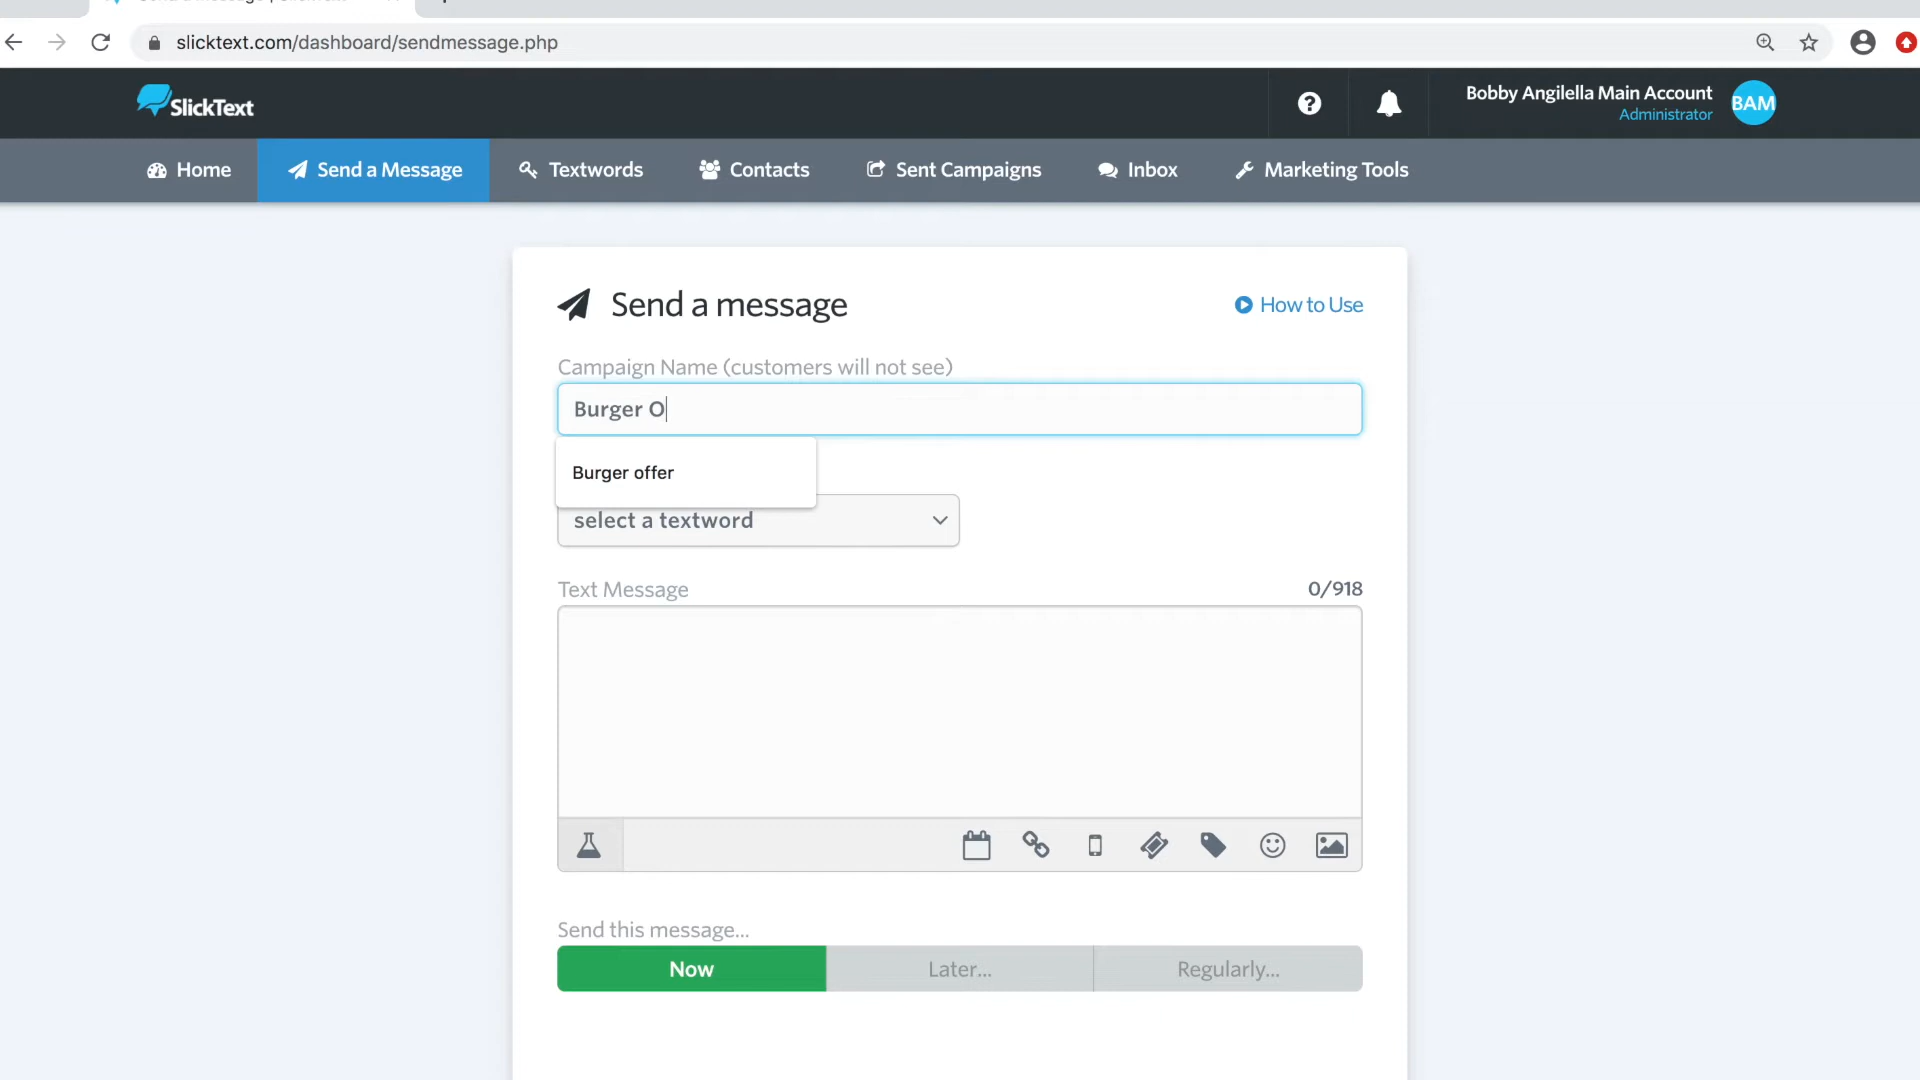 slicktext.com/dashboard/sendmessage.php
SlickText
Bobby Angilella Main Account
Administrator
BAM
Home
Send a Message
Textwords
Contacts
Sent Campaigns
Inbox
Marketing Tools
Send a message
How to Use
Campaign Name (customers will not see)
Burger O
Burger offer
select a textword
Text Message
0/918
Send this message...
Now
Later...
Regularly...